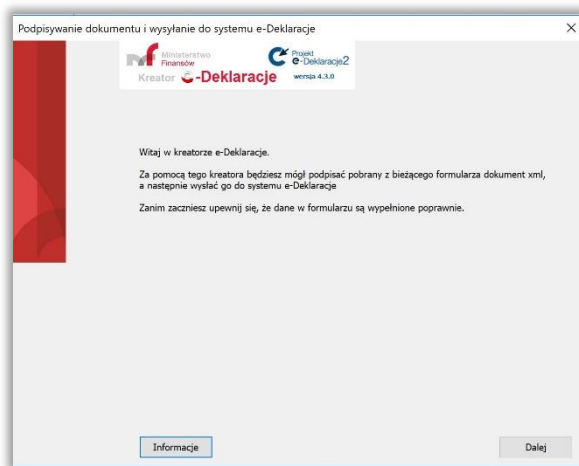 Podpisywanie dokumentu i wysyłanie do systemu e-Deklaracje
Ministerstwo
Finansów
Projekt
e-Deklaracje2
Kreator e-Deklaracje wersja 4.3.0
Witaj w kreatorze e-Deklaracje.
Za pomocą tego kreatora będziesz mógł podpisać pobrany z bieżącego formularza dokument xml,
a następnie wysłać go do systemu e-Deklaracje
Zanim zaczniesz upewnij się, że dane w formularzu są wypełnione poprawnie.
Informacje
Dalej